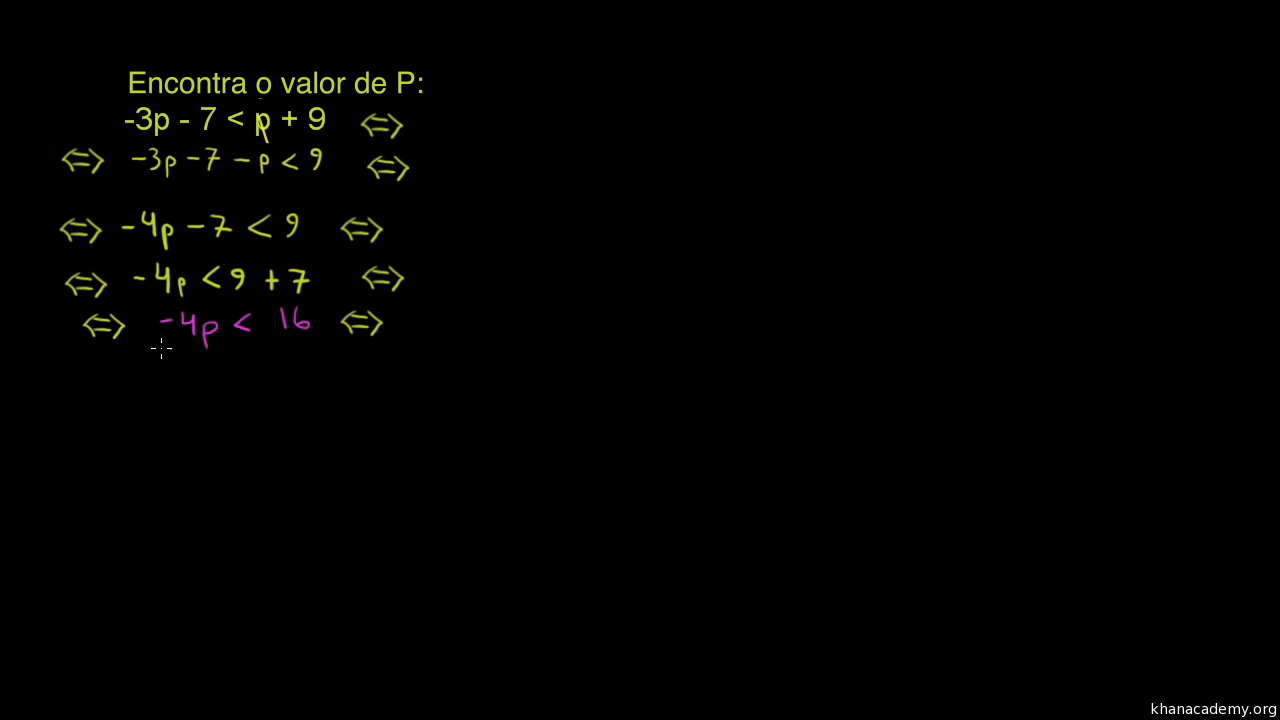 Encontra o valor de P:
-3p - 7 < p + 9 ⇔
⇔ -3p - 7 - p < 9 ⇔
⇔ -4p - 7 < 9 ⇔
⇔ -4p < 9 + 7 ⇔
⇔ -4p < 16 ⇔
khanacademy.org